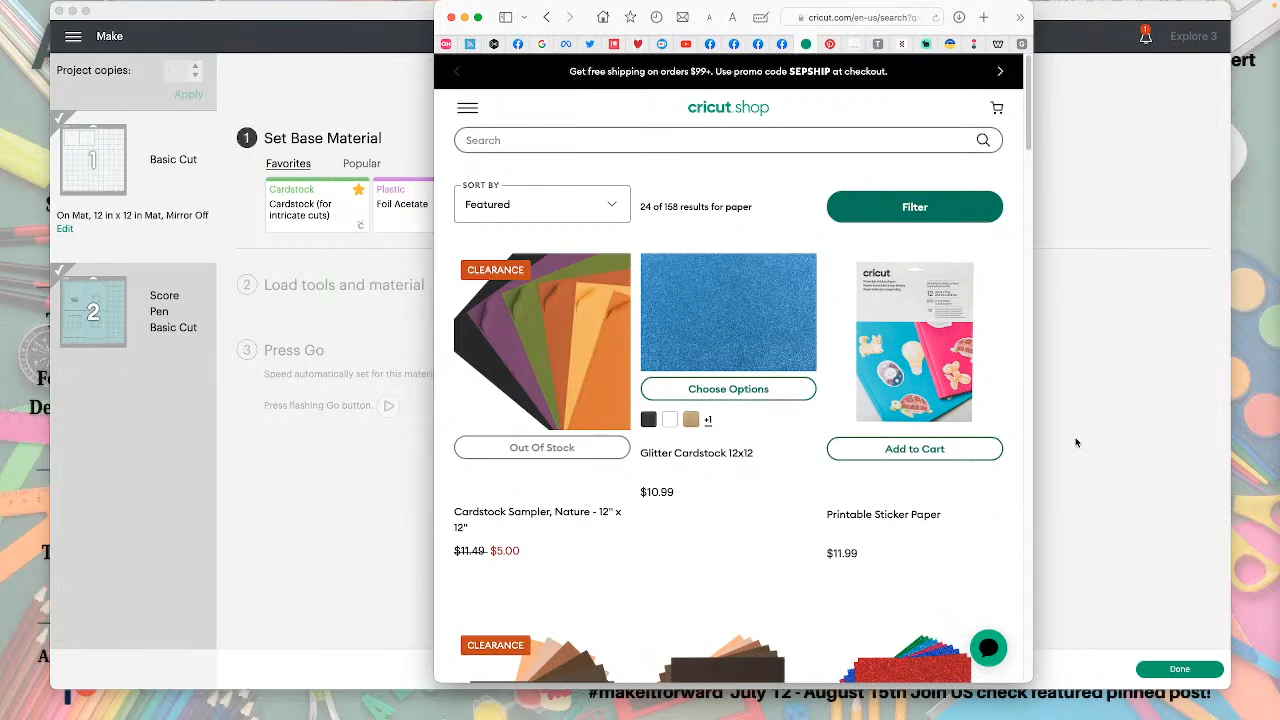 Make
Explore 3
1
ert
Project copies:
Apply
1
Basic Cut
On Mat, 12 in x 12 in Mat, Mirror Off
Edit
2
Score
Pen
Basic Cut
1 Set Base Material
Favorites Popular
Cardstock
Cardstock (for
intricate cuts)
Plastic
Foil Acetate
2 Load tools and material
3 Press Go
Speed automatically set for this materi
Press flashing Go button.
cricut.com/en-us/search?q
Get free shipping on orders $99+. Use promo code SEPSHIP at checkout.
cricut.shop
Search
SORT BY
Featured
24 of 158 results for paper
Filter
CLEARANCE
Out Of Stock
Cardstock Sampler, Nature - 12" x
12"
$11.49 $5.00
Choose Options
+1
Glitter Cardstock 12x12
$10.99
cricut
Add to Cart
Printable Sticker Paper
$11.99
CLEARANCE
Done
#makeitforward July 12 - August 15th Join US check featured pinned post!